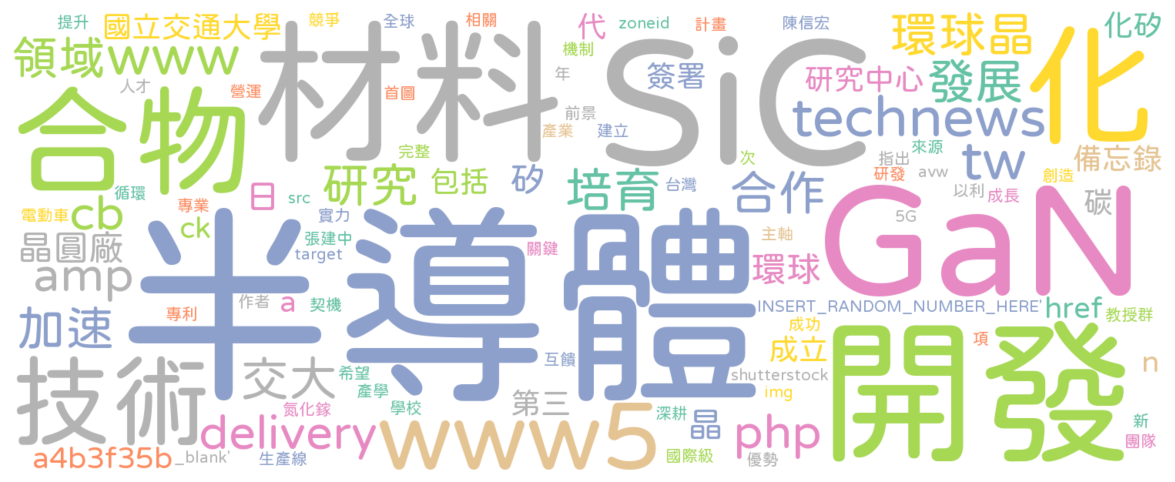 提升 國立交通大學 競爭 全球 相關 代 zoneid 計畫 陳信宏 環球晶 化矽
領域 www 材料 SiC 機制 簽署 研究中心 發展 化
人才 營運 首圖 年 前景
合物 產業 建立 technews 來源 備忘錄
完整 次 指出 tw
循環 研究 包括 矽 培育 台灣 合作 研發 avw 以利 成長 創造
電動車 cb 專業 日 src 實力 碳
ck 張建中 5G
晶圓廠 target 半導體 關鍵 主軸 GaN
amp 環球
作者 a 契機 INSERT_RANDOM_NUMBER_HERE' href 教授群
加速 專利 成功
互饋 成立 開發 項
技術 交大 希望 shutterstock n
產學 img
氮化鎵 學校 第三 深耕 新
delivery www5 晶 php 團隊
a4b3f35b _blank' 生產線 國際級 優勢